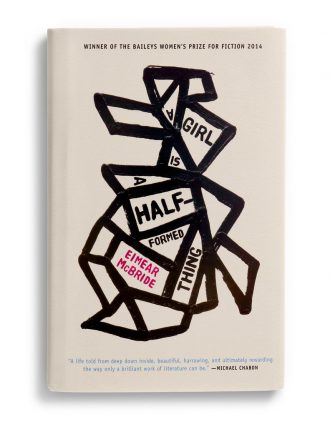 WINNER OF THE BAILEYS WOMEN'S PRIZE FOR FICTION 2014
A
GIRL
IS
A
HALF–
FORMED
THING
EIMEAR
McBRIDE
"A life told from deep down inside, beautiful, harrowing, and ultimately rewarding
the way only a brilliant work of literature can be." —MICHAEL CHABON